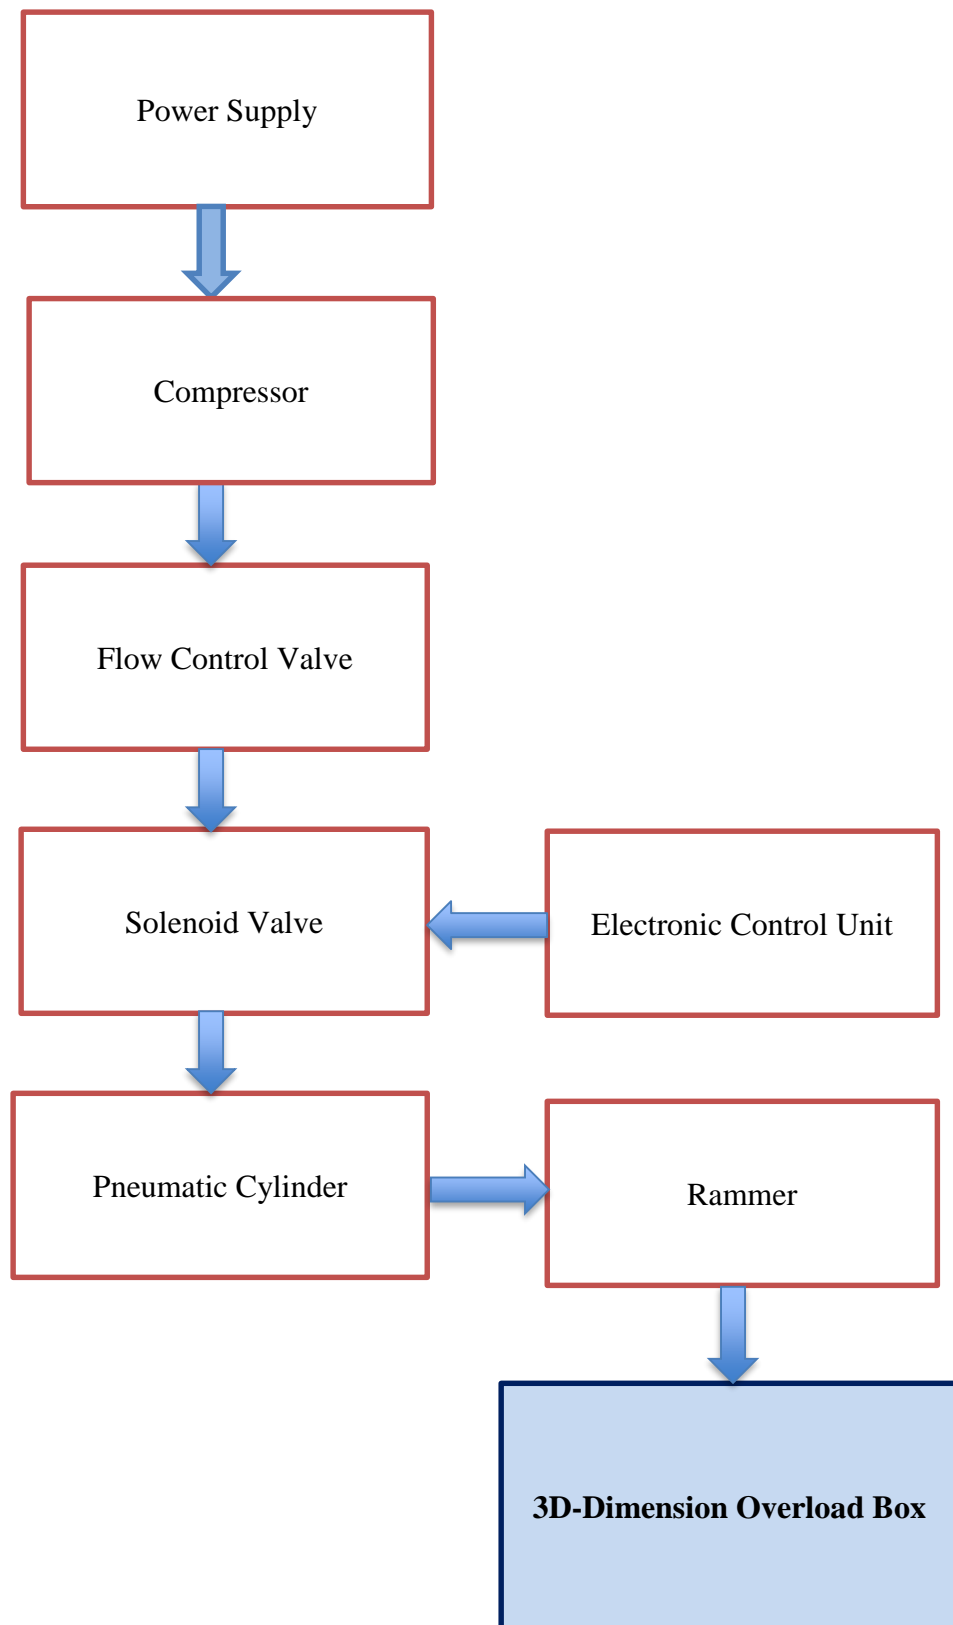 Power Supply
Compressor
Flow Control Valve
Solenoid Valve
Electronic Control Unit
Pneumatic Cylinder
Rammer
3D-Dimension Overload Box